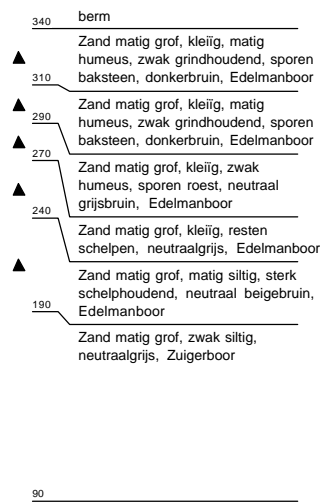 berm
340
Zand matig grof, kleiïg, matig
humeus, zwak grindhoudend, sporen
baksteen, donkerbruin, Edelmanboor
310
Zand matig grof, kleiïg, matig
humeus, zwak grindhoudend, sporen
baksteen, donkerbruin, Edelmanboor
290
Zand matig grof, kleiïg, zwak
humeus, sporen roest, neutraal
grijsbruin, Edelmanboor
270
Zand matig grof, kleiïg, resten
schelpen, neutraalgrijs, Edelmanboor
240
Zand matig grof, matig siltig, sterk
schelphoudend, neutraal beigebruin,
Edelmanboor
190
Zand matig grof, zwak siltig,
neutraalgrijs, Zuigerboor
90